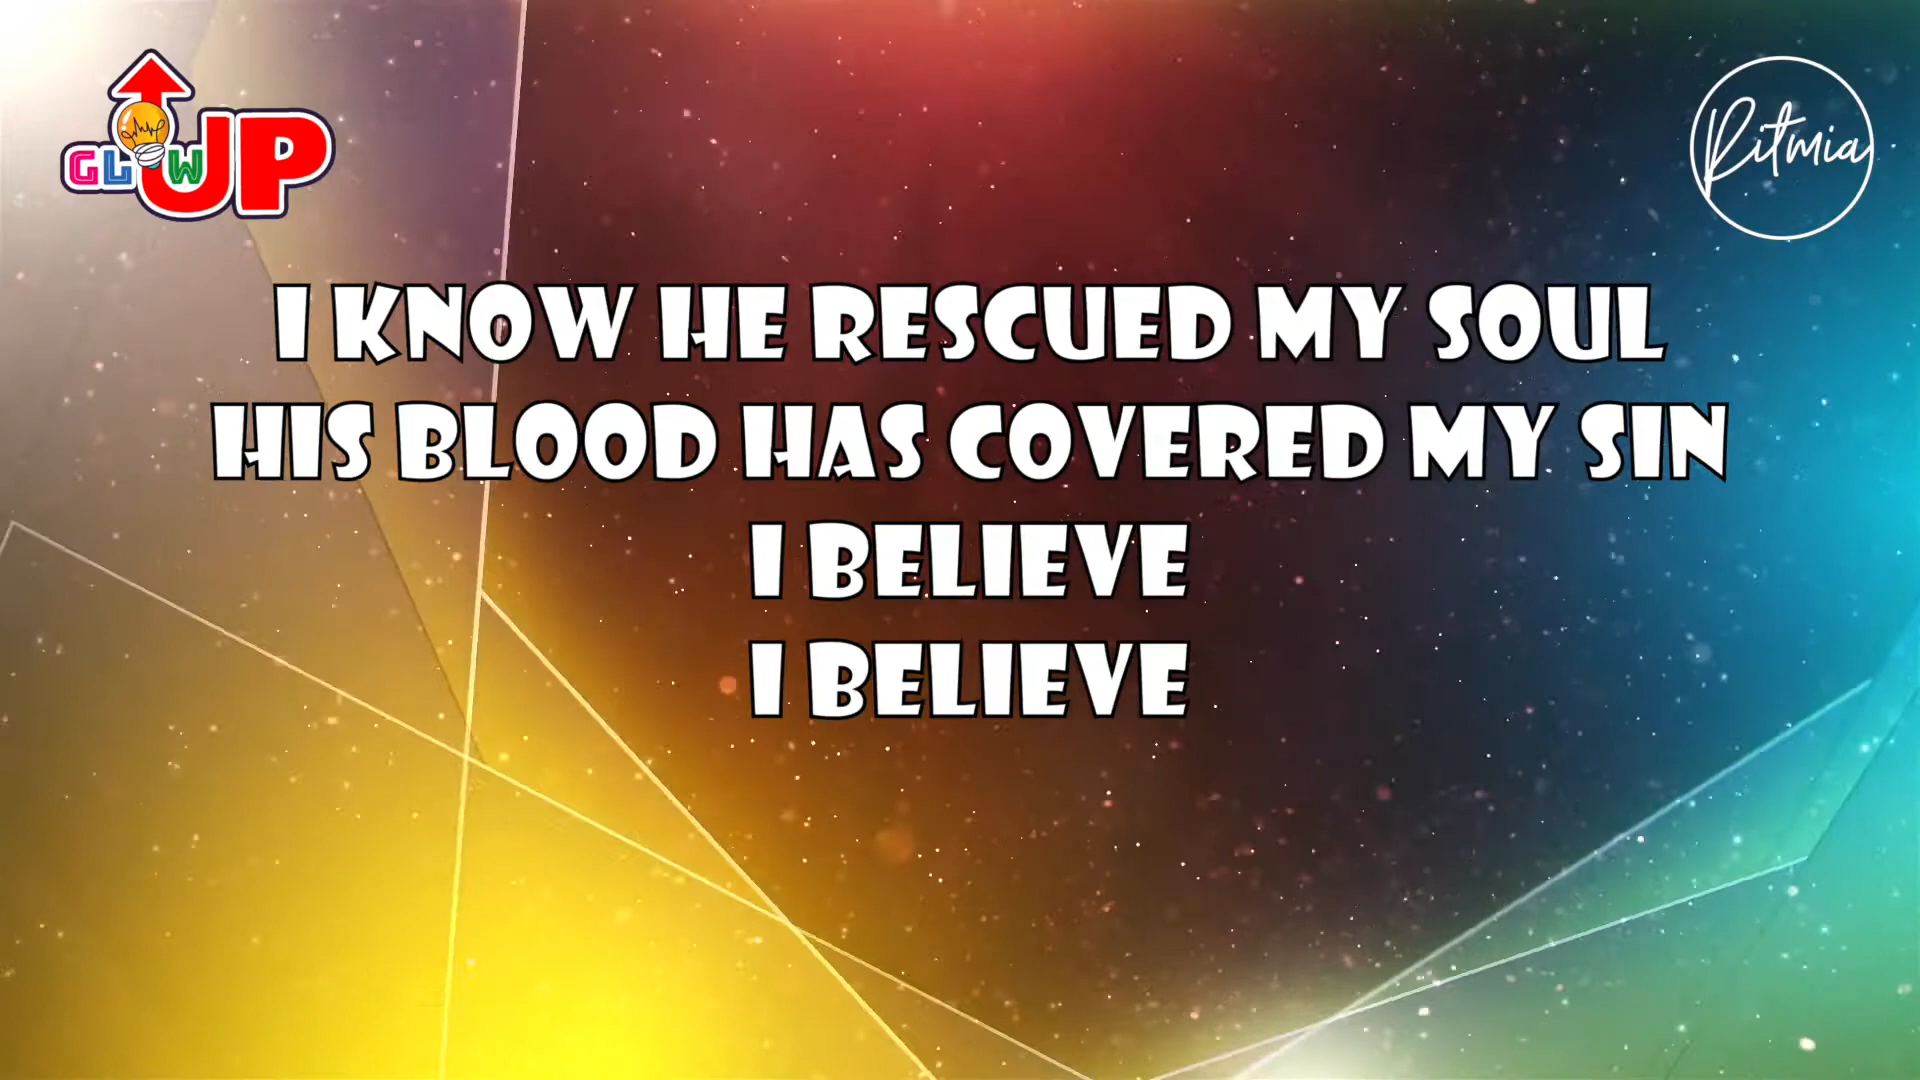 GLOW UP
Ritmia
I KNOW HE RESCUED MY SOUL
HIS BLOOD HAS COVERED MY SIN
I BELIEVE
I BELIEVE